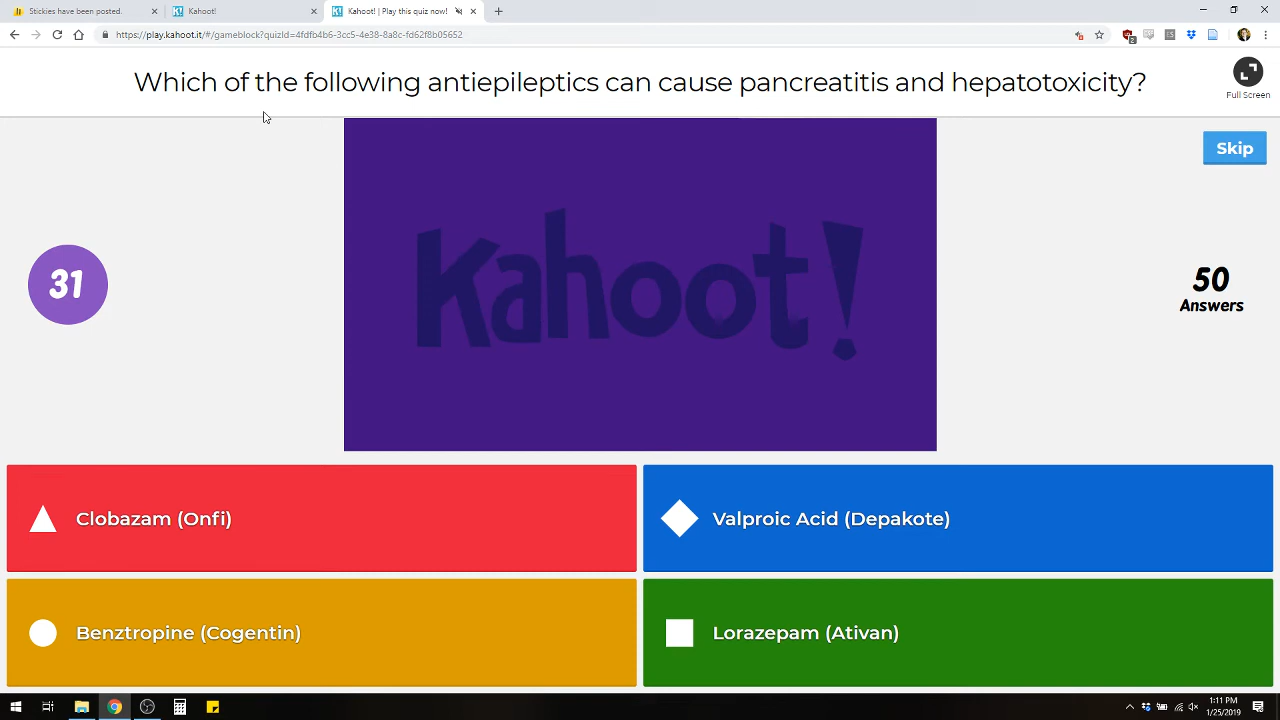 Stickies have been posted.
Kahoot!
Kahoot! | Play this quiz now!
https://play.kahoot.it/#/gameblock?quizId=4fdfb4b6-3cc5-4e38-8a8c-fd62f8b05652
2
Which of the following antiepileptics can cause pancreatitis and hepatotoxicity?
Full Screen
Skip
Kahoot!
31
50
Answers
Clobazam (Onfi)
Valproic Acid (Depakote)
Benztropine (Cogentin)
Lorazepam (Ativan)
1:11 PM
1/25/2019